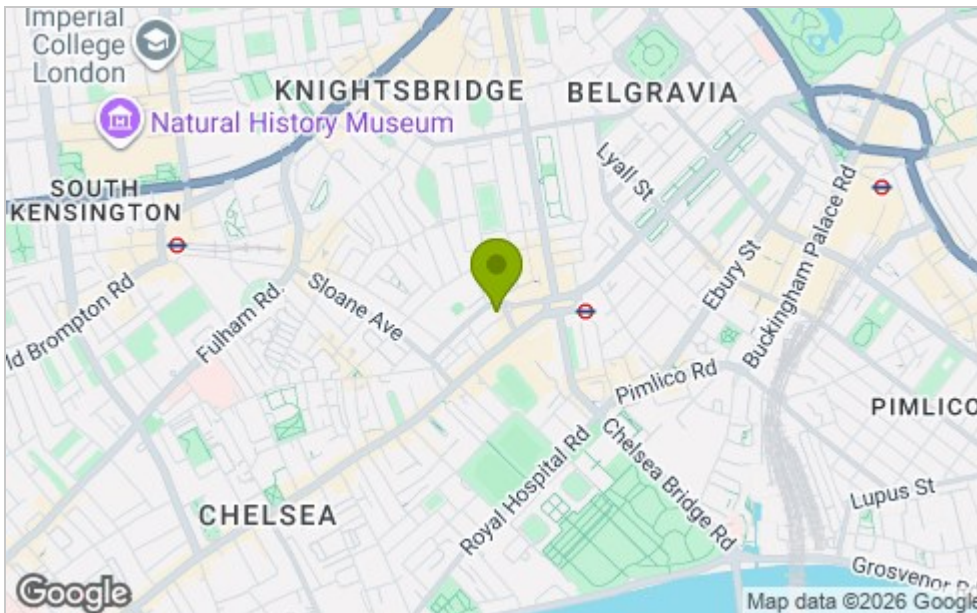 Imperial
College
London
KNIGHTSBRIDGE
BELGRAVIA
Natural History Museum
Lyall St
SOUTH
KENSINGTON
Buckingham Palace Rd
Ebury St
ld Brompton Rd
Fulham Rd.
Sloane Ave
Pimlico Rd
PIMLICO
Chelsea Bridge Rd
Royal Hospital Rd
CHELSEA
Lupus St
Grosvenor R
Google
Map data ©2026 Google